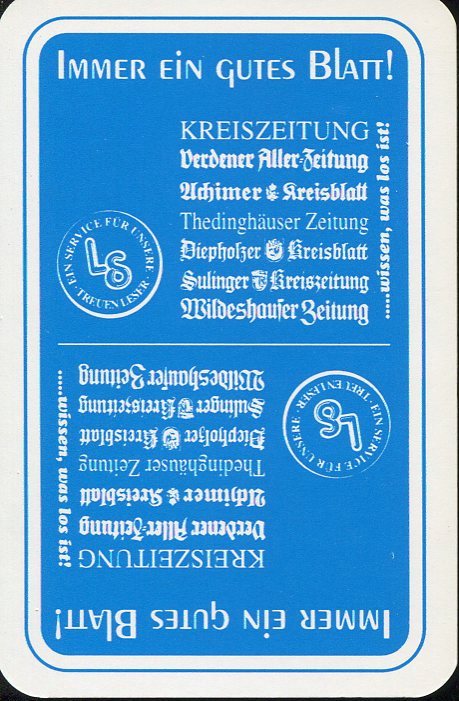 IMMER EIN GUTES BLATT!
KREISZEITUNG
Verdener Aller-Zeitung
Achimer Kreisblatt
Thedinghäuser Zeitung
Diepholzer Kreisblatt
Sulinger Kreiszeitung
Wildeshauser Zeitung
.....wissen, was los ist!
EIN SERVICE FÜR UNSERE · TREUEN LESER ·
LS
IMMER EIN GUTES BLATT!
KREISZEITUNG
Verdener Aller-Zeitung
Achimer Kreisblatt
Thedinghäuser Zeitung
Diepholzer Kreisblatt
Sulinger Kreiszeitung
Wildeshauser Zeitung
.....wissen, was los ist!
EIN SERVICE FÜR UNSERE · TREUEN LESER ·
LS